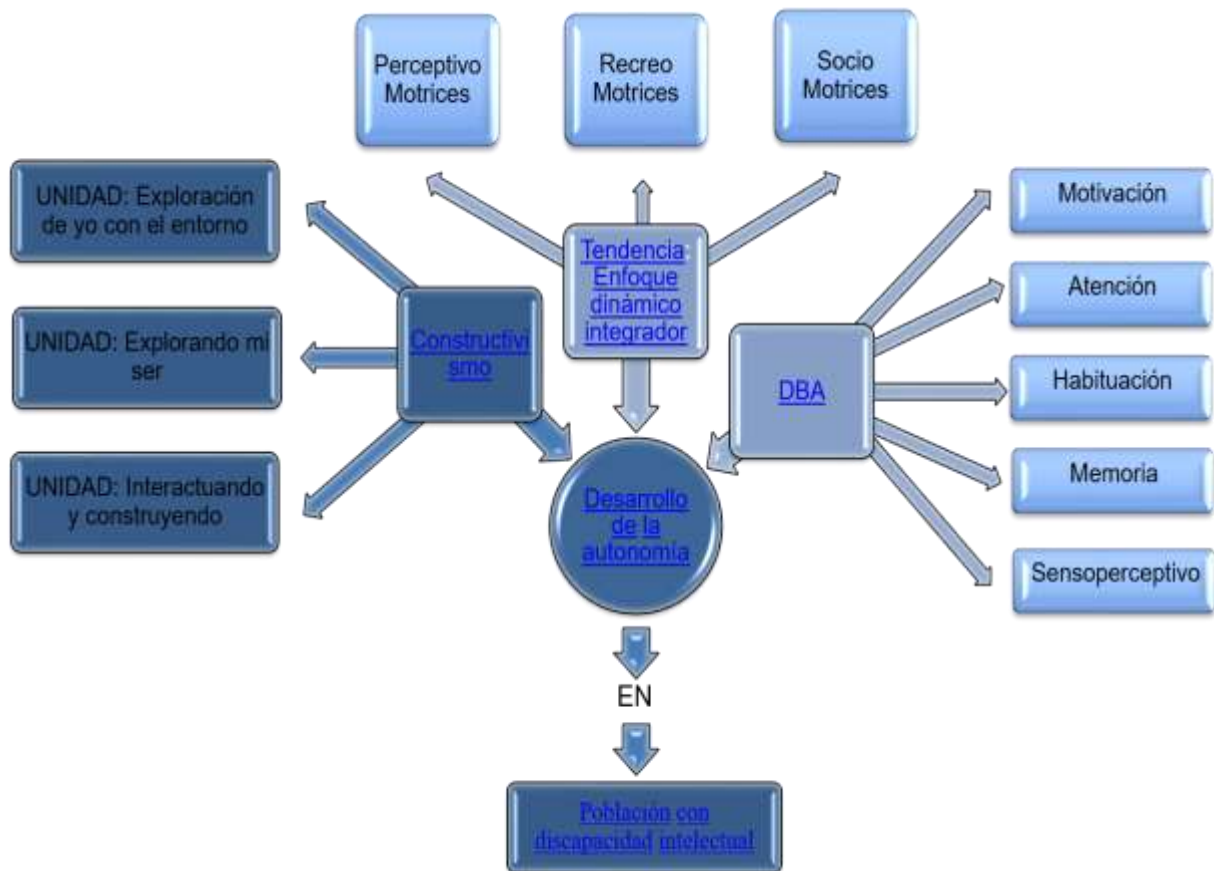 Perceptivo
Motrices
Recreo
Motrices
Socio
Motrices
UNIDAD: Exploración
de yo con el entorno
UNIDAD: Explorando mi
ser
UNIDAD: Interactuando
y construyendo
Constructivi
smo
Tendencia:
Enfoque
dinámico
integrador
DBA
Motivación
Atención
Habituación
Memoria
Sensoperceptivo
Desarrollo
de la
autonomía
EN
Población con
discapacidad intelectual